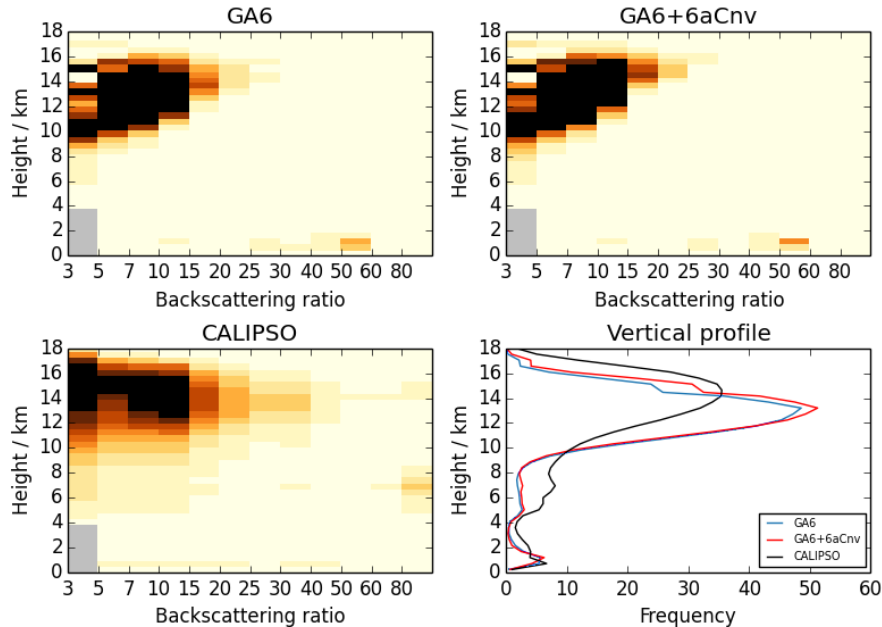 GA6
GA6+6aCnv
18
16
14
12
10
8
6
4
2
0
Height / km
3 5 7 10 15 20 25 30 40 50 60 80
Backscattering ratio
18
16
14
12
10
8
6
4
2
0
Height / km
3 5 7 10 15 20 25 30 40 50 60 80
Backscattering ratio
CALIPSO
Vertical profile
18
16
14
12
10
8
6
4
2
0
Height / km
3 5 7 10 15 20 25 30 40 50 60 80
Backscattering ratio
18
16
14
12
10
8
6
4
2
0
Height / km
GA6
GA6+6aCnv
CALIPSO
0 10 20 30 40 50 60
Frequency